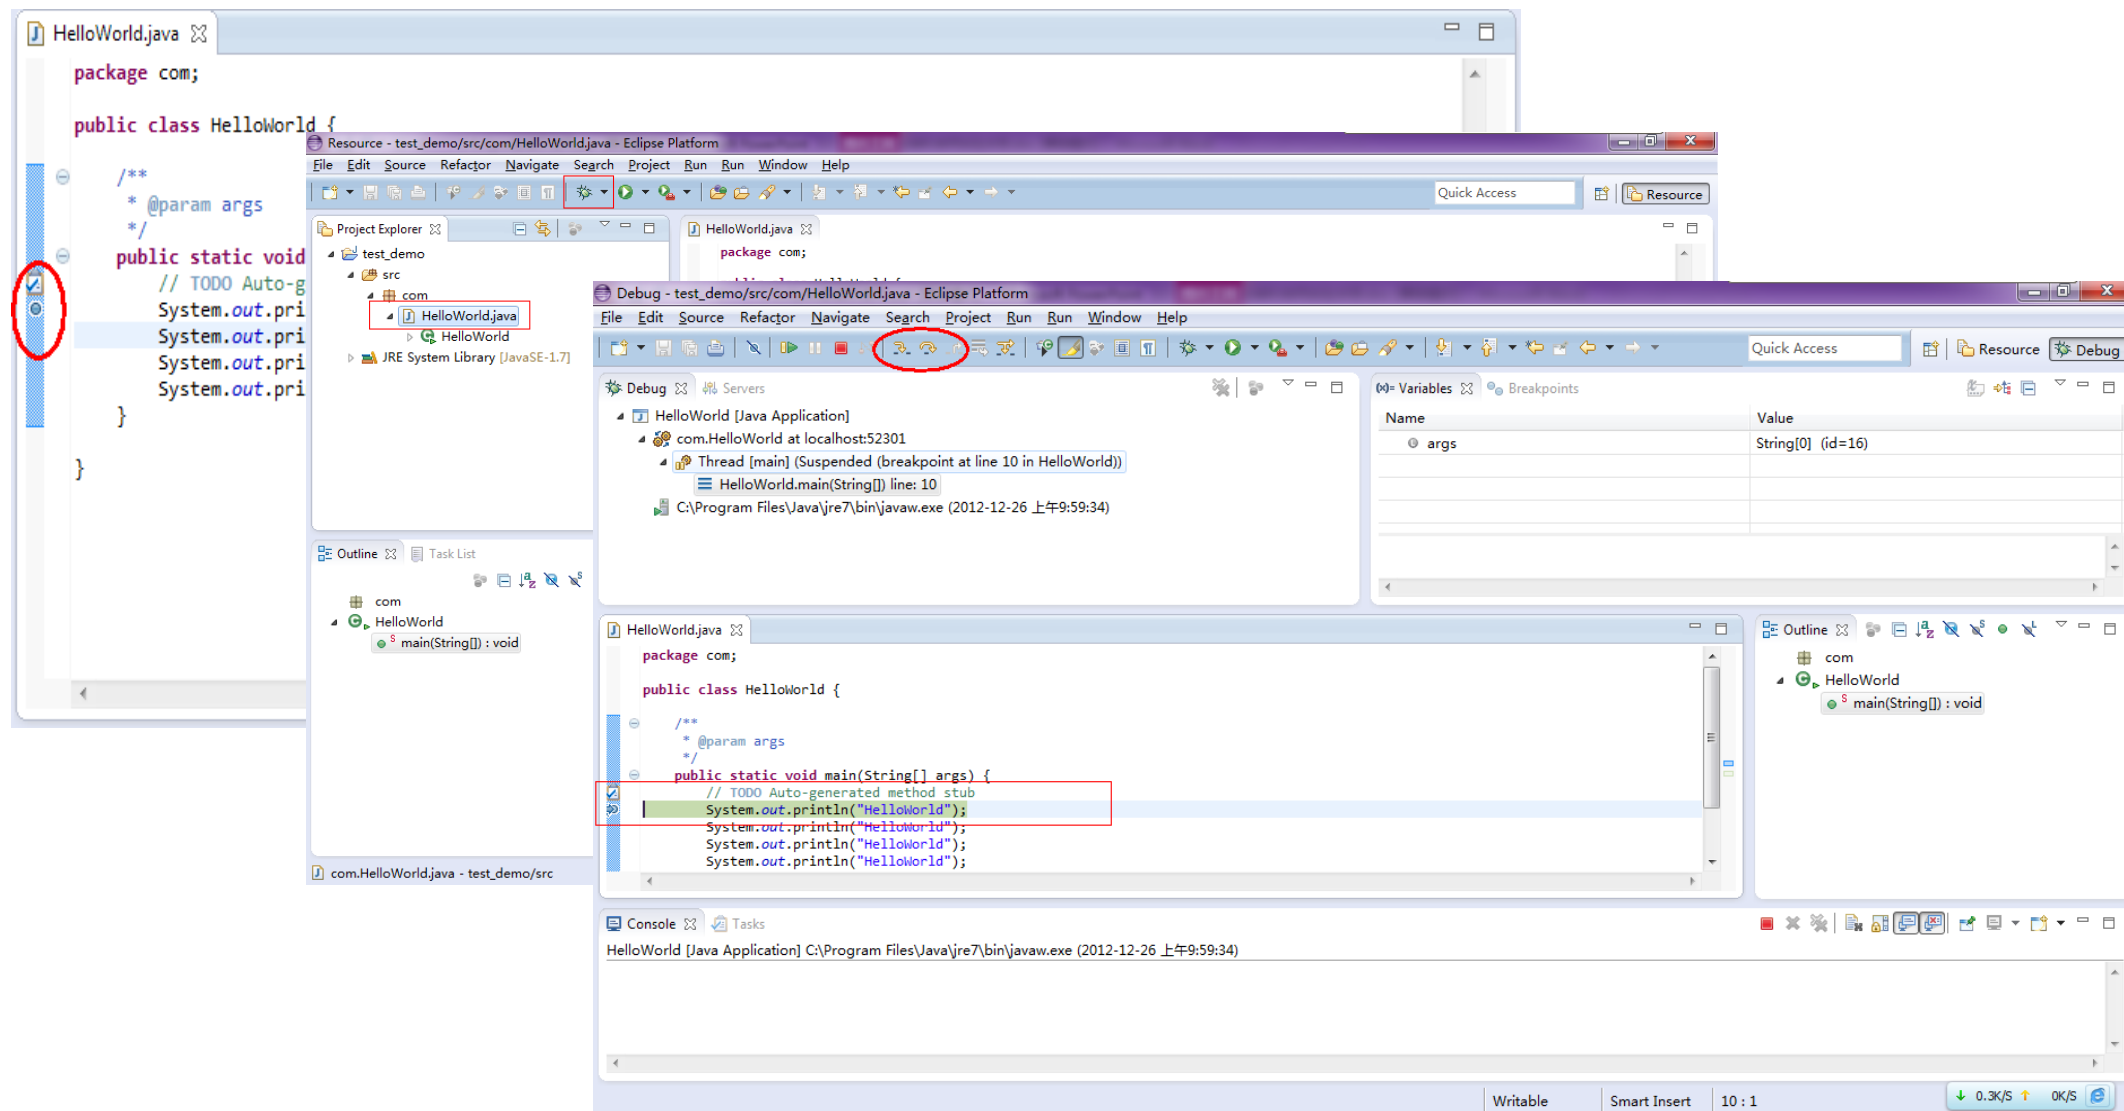 HelloWorld.java
package com;
public class HelloWorld {
/**
* @param args
*/
public static void
// TODO Auto-g
System.out.pri
System.out.pri
System.out.pri
System.out.pri
}
}
Resource - test_demo/src/com/HelloWorld.java - Eclipse Platform
File Edit Source Refactor Navigate Search Project Run Run Window Help
Quick Access Resource
Project Explorer
test_demo
src
com
HelloWorld.java
HelloWorld
JRE System Library [JavaSE-1.7]
HelloWorld.java
package com;
Outline Task List
com
HelloWorld
main(String[]) : void
com.HelloWorld.java - test_demo/src
Debug - test_demo/src/com/HelloWorld.java - Eclipse Platform
File Edit Source Refactor Navigate Search Project Run Run Window Help
Quick Access Resource Debug
Debug Servers
HelloWorld [Java Application]
com.HelloWorld at localhost:52301
Thread [main] (Suspended (breakpoint at line 10 in HelloWorld))
HelloWorld.main(String[]) line: 10
C:\Program Files\Java\jre7\bin\javaw.exe (2012-12-26 上午9:59:34)
(x)= Variables Breakpoints
Name Value
args String[0] (id=16)
HelloWorld.java
package com;
public class HelloWorld {
/**
* @param args
*/
public static void main(String[] args) {
// TODO Auto-generated method stub
System.out.println("HelloWorld");
System.out.println("HelloWorld");
System.out.println("HelloWorld");
System.out.println("HelloWorld");
Outline
com
HelloWorld
main(String[]) : void
Console Tasks
HelloWorld [Java Application] C:\Program Files\Java\jre7\bin\javaw.exe (2012-12-26 上午9:59:34)
Writable Smart Insert 10 : 1
0.3K/S 0K/S